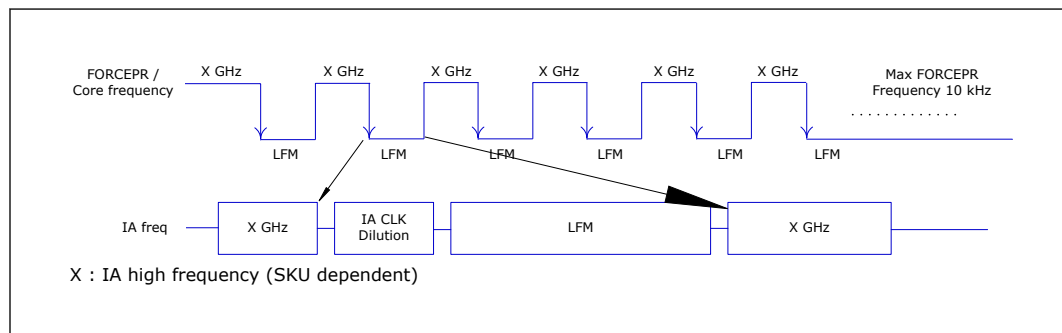 FORCEPR /
Core frequency
X GHz X GHz X GHz X GHz X GHz X GHz
Max FORCEPR
Frequency 10 kHz
. . . . . . . . . . . . .
LFM LFM LFM LFM LFM LFM
IA freq
X GHz
IA CLK
Dilution
LFM
X GHz
X : IA high frequency (SKU dependent)